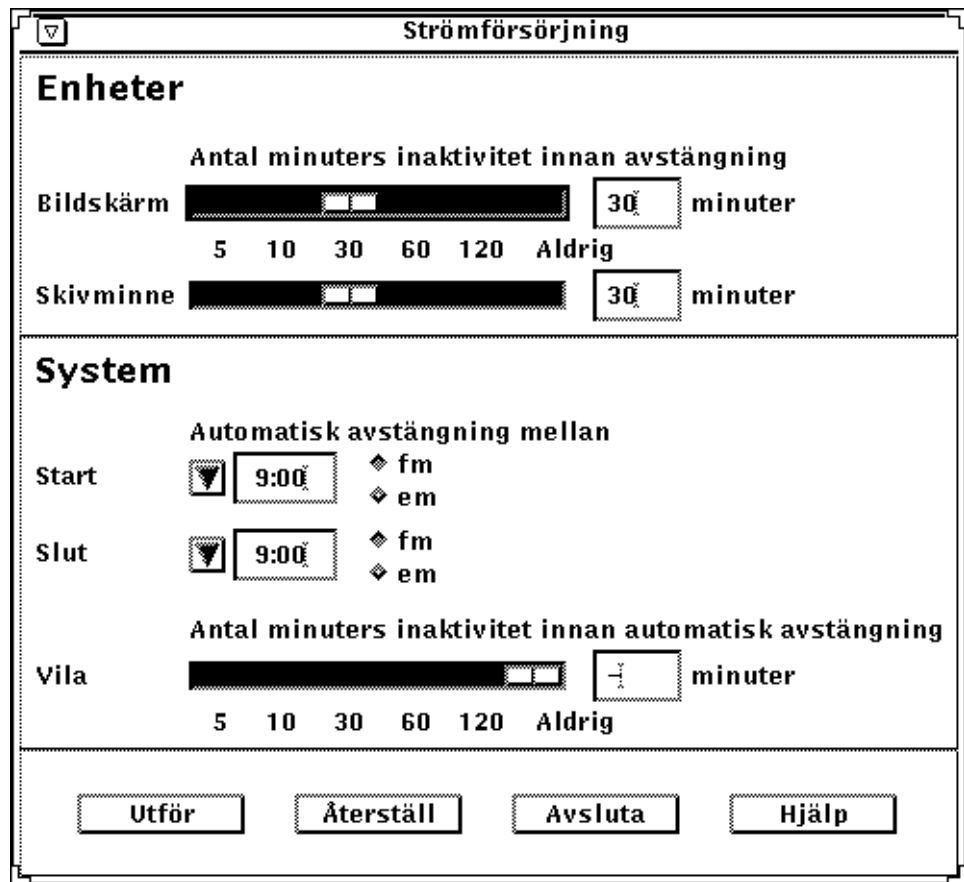 Strömförsörjning
Enheter
Antal minuters inaktivitet innan avstängning
Bildskärm 30 minuter
5 10 30 60 120 Aldrig
Skivminne 30 minuter
System
Automatisk avstängning mellan
Start 9:00 fm
em
Slut 9:00 fm
em
Antal minuters inaktivitet innan automatisk avstängning
Vila – minuter
5 10 30 60 120 Aldrig
Utför Återställ Avsluta Hjälp